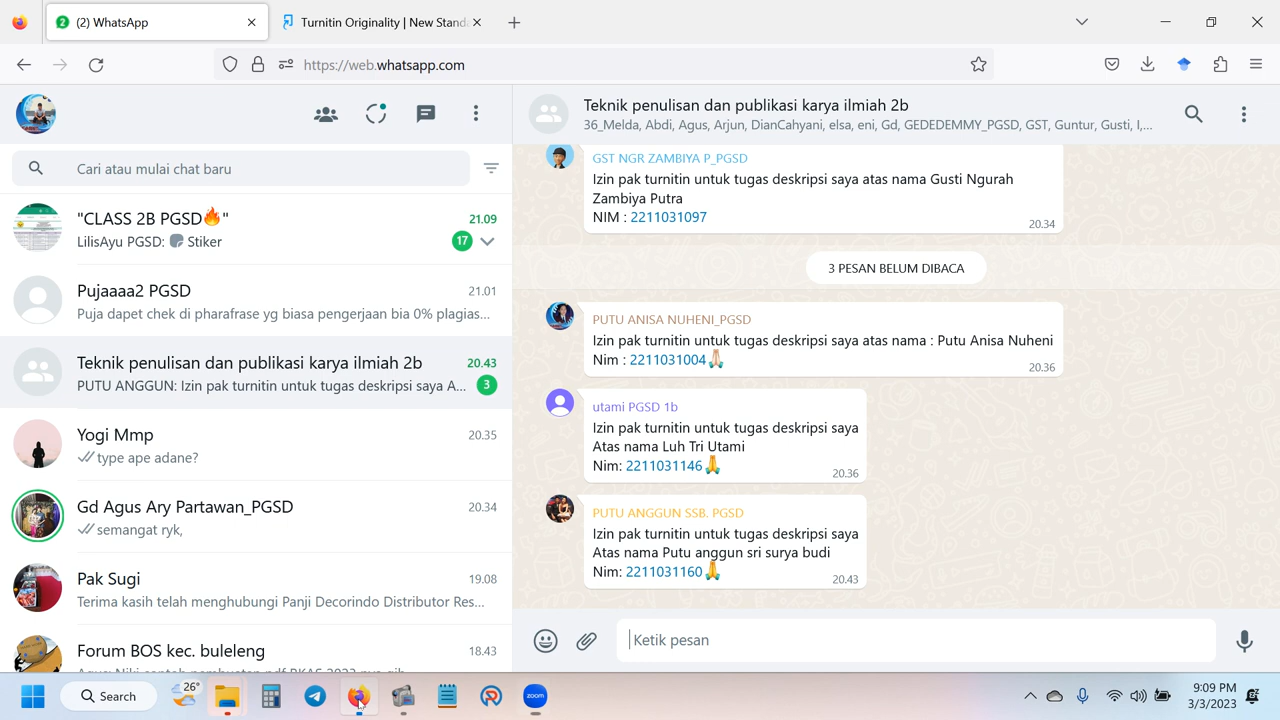 (2) WhatsApp
Turnitin Originality | New Standa
https://web.whatsapp.com
Teknik penulisan dan publikasi karya ilmiah 2b
36_Melda, Abdi, Agus, Arjun, DianCahyani, elsa, eni, Gd, GEDEDEMMY_PGSD, GST, Guntur, Gusti, I,...
Cari atau mulai chat baru
"CLASS 2B PGSD🔥"
21.09
LilisAyu PGSD: Stiker
17
Pujaaaa2 PGSD
21.01
Puja dapet chek di pharafrase yg biasa pengerjaan bia 0% plagias...
Teknik penulisan dan publikasi karya ilmiah 2b
20.43
PUTU ANGGUN: Izin pak turnitin untuk tugas deskripsi saya A...
3
Yogi Mmp
20.35
type ape adane?
Gd Agus Ary Partawan_PGSD
20.34
semangat ryk,
Pak Sugi
19.08
Terima kasih telah menghubungi Panji Decorindo Distributor Res...
Forum BOS kec. buleleng
18.43
GST NGR ZAMBIYA P_PGSD
Izin pak turnitin untuk tugas deskripsi saya atas nama Gusti Ngurah
Zambiya Putra
NIM : 2211031097
20.34
3 PESAN BELUM DIBACA
PUTU ANISA NUHENI_PGSD
Izin pak turnitin untuk tugas deskripsi saya atas nama : Putu Anisa Nuheni
Nim : 2211031004🙏🏻
20.36
utami PGSD 1b
Izin pak turnitin untuk tugas deskripsi saya
Atas nama Luh Tri Utami
Nim: 2211031146🙏
20.36
PUTU ANGGUN SSB. PGSD
Izin pak turnitin untuk tugas deskripsi saya
Atas nama Putu anggun sri surya budi
Nim: 2211031160🙏
20.43
Ketik pesan
Search
26°
zoom
9:09 PM
3/3/2023